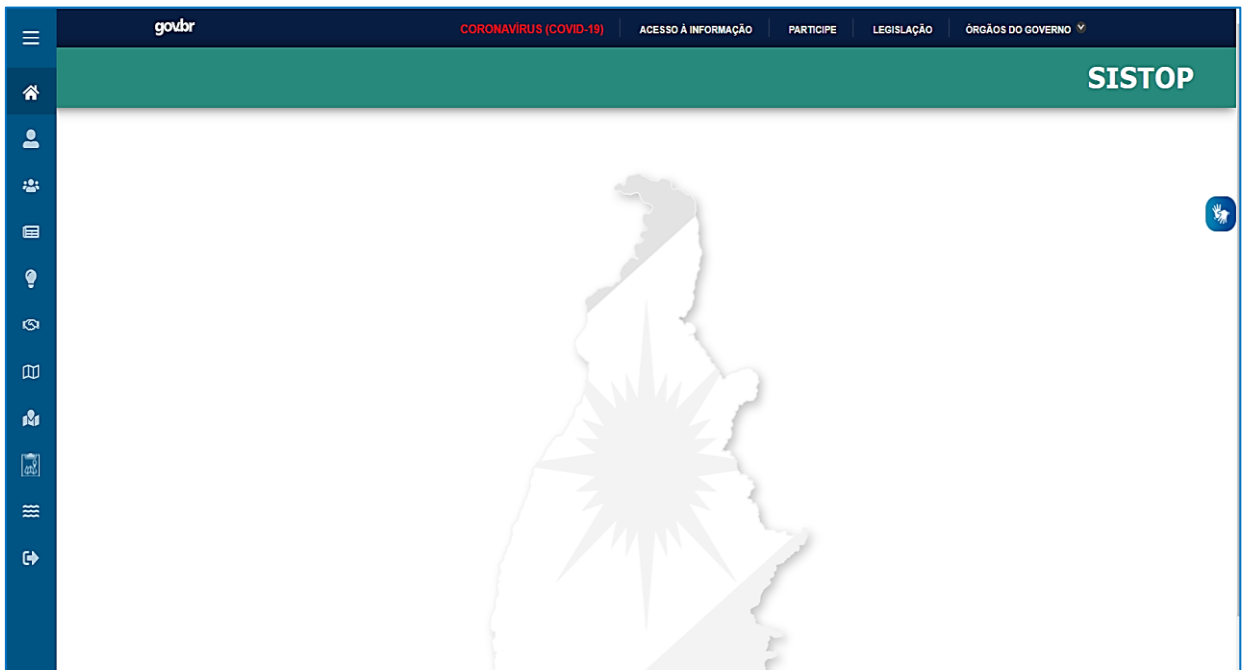 gov.br
CORONAVÍRUS (COVID-19) ACESSO À INFORMAÇÃO PARTICIPE LEGISLAÇÃO ÓRGÃOS DO GOVERNO
SISTOP